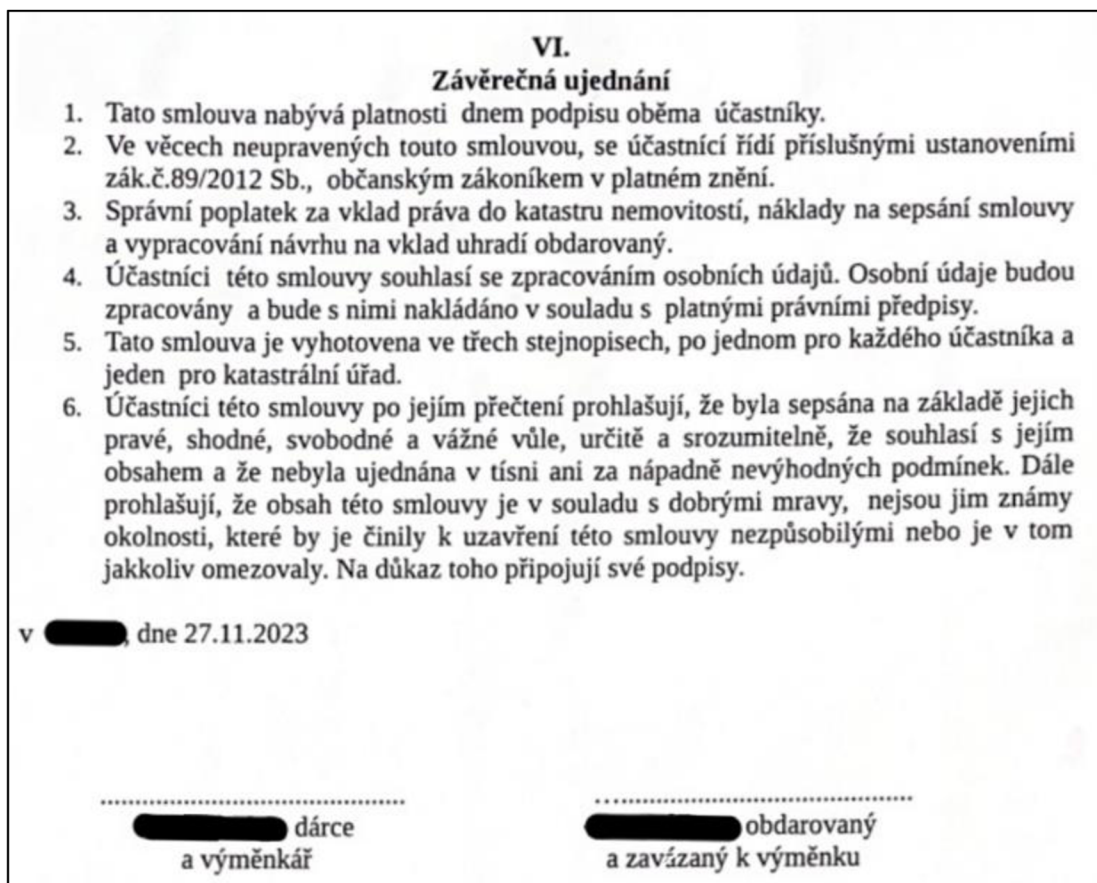 VI.
Závěrečná ujednání
1. Tato smlouva nabývá platnosti dnem podpisu oběma účastníky.
2. Ve věcech neupravených touto smlouvou, se účastnící řídí příslušnými ustanoveními
zák.č.89/2012 Sb., občanským zákoníkem v platném znění.
3. Správní poplatek za vklad práva do katastru nemovitostí, náklady na sepsání smlouvy
a vypracování návrhu na vklad uhradí obdarovaný.
4. Účastníci této smlouvy souhlasí se zpracováním osobních údajů. Osobní údaje budou
zpracovány a bude s nimi nakládáno v souladu s platnými právními předpisy.
5. Tato smlouva je vyhotovena ve třech stejnopisech, po jednom pro každého účastníka a
jeden pro katastrální úřad.
6. Účastníci této smlouvy po jejím přečtení prohlašují, že byla sepsána na základě jejich
pravé, shodné, svobodné a vážné vůle, určitě a srozumitelně, že souhlasí s jejím
obsahem a že nebyla ujednána v tísni ani za nápadně nevýhodných podmínek. Dále
prohlašují, že obsah této smlouvy je v souladu s dobrými mravy, nejsou jim známy
okolnosti, které by je činily k uzavření této smlouvy nezpůsobilými nebo je v tom
jakkoliv omezovaly. Na důkaz toho připojují své podpisy.
v , dne 27.11.2023
dárce obdarovaný
a výměnkář a zavázaný k výměnku